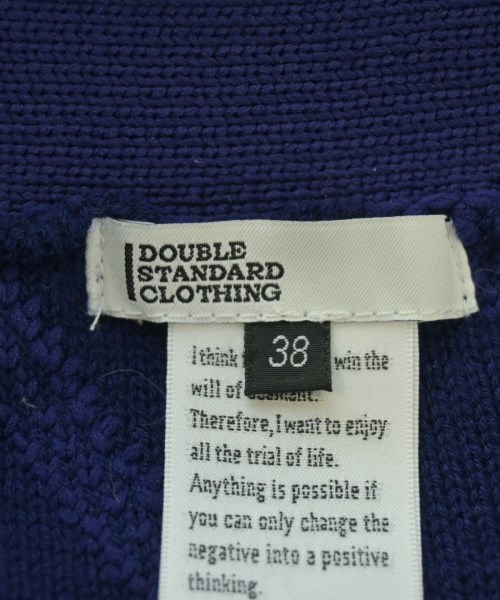 DOUBLE
STANDARD
CLOTHING
38
I think win the
will of adamant.
Therefore, I want to enjoy
all the trial of life.
Anything is possible if
you can only change the
negative into a positive
thinking.